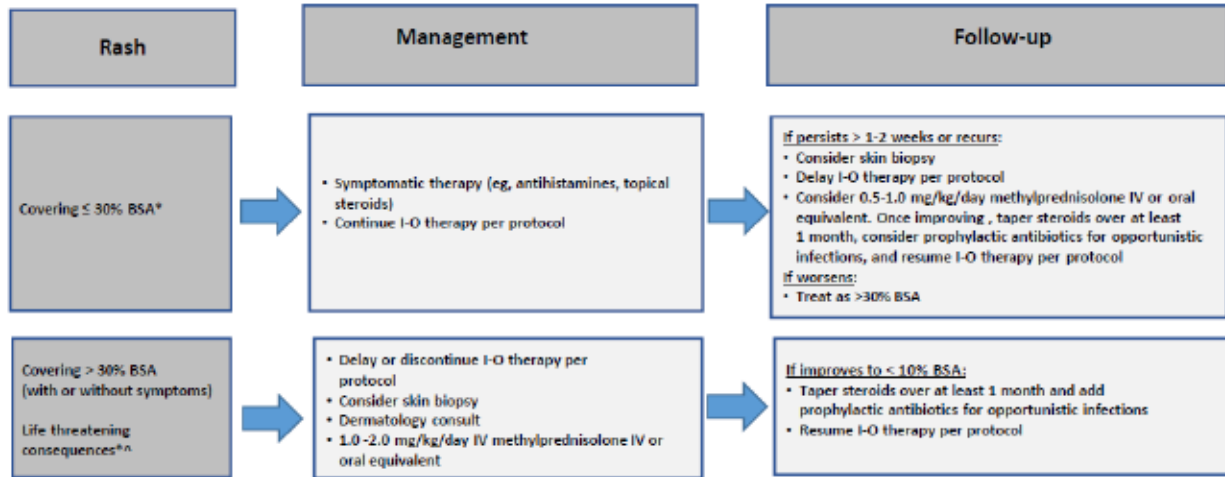 Rash
Management
Follow-up
Covering ≤ 30% BSA*
• Symptomatic therapy (eg, antihistamines, topical
steroids)
• Continue I-O therapy per protocol
If persists > 1-2 weeks or recurs:
• Consider skin biopsy
• Delay I-O therapy per protocol
• Consider 0.5-1.0 mg/kg/day methylprednisolone IV or oral
equivalent. Once improving , taper steroids over at least
1 month, consider prophylactic antibiotics for opportunistic
infections, and resume I-O therapy per protocol
If worsens:
• Treat as >30% BSA
Covering > 30% BSA
(with or without symptoms)
Life threatening
consequences*^
• Delay or discontinue I-O therapy per
protocol
• Consider skin biopsy
• Dermatology consult
• 1.0 -2.0 mg/kg/day IV methylprednisolone IV or
oral equivalent
If improves to < 10% BSA:
• Taper steroids over at least 1 month and add
prophylactic antibiotics for opportunistic infections
• Resume I-O therapy per protocol